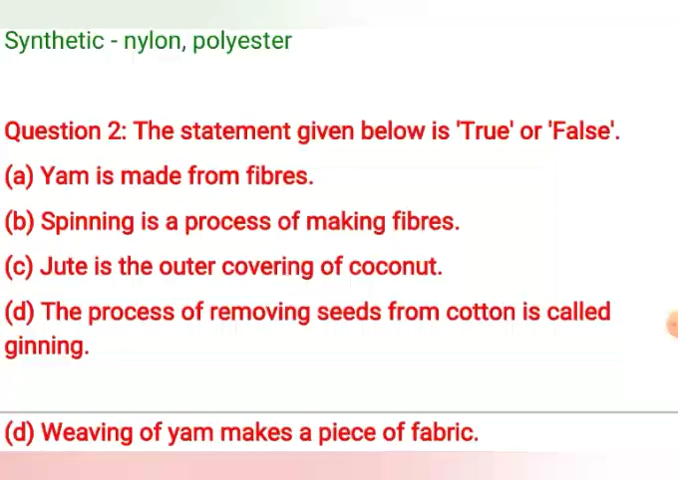 Synthetic - nylon, polyester
Question 2: The statement given below is 'True' or 'False'.
(a) Yam is made from fibres.
(b) Spinning is a process of making fibres.
(c) Jute is the outer covering of coconut.
(d) The process of removing seeds from cotton is called
ginning.
(d) Weaving of yam makes a piece of fabric.